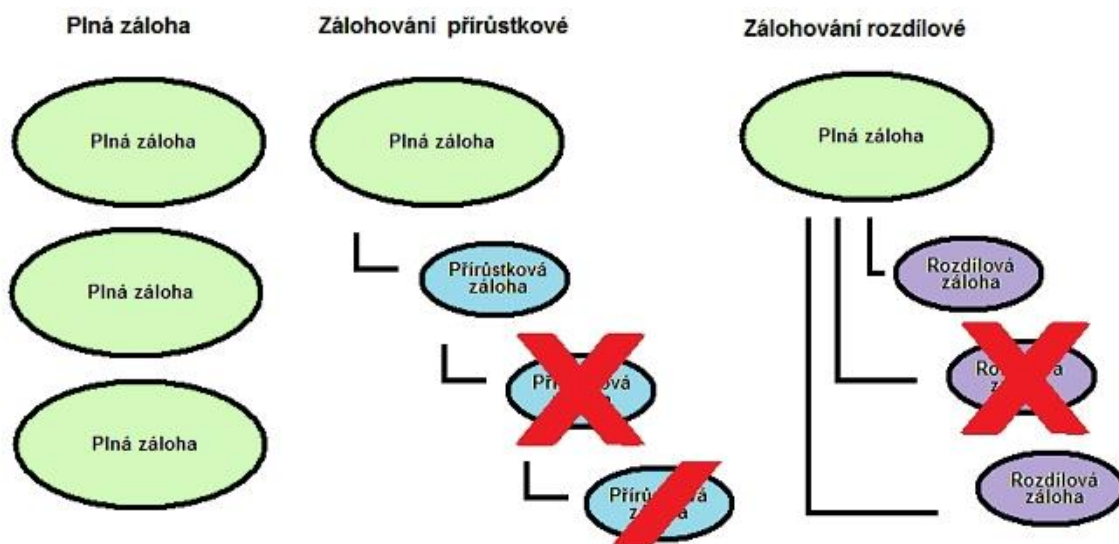 Plná záloha
Zálohování přírůstkové
Zálohování rozdílové
Plná záloha
Plná záloha
Plná záloha
Plná záloha
Přírůstková
záloha
Plná záloha
Rozdílová
záloha
Rozdílová
záloha